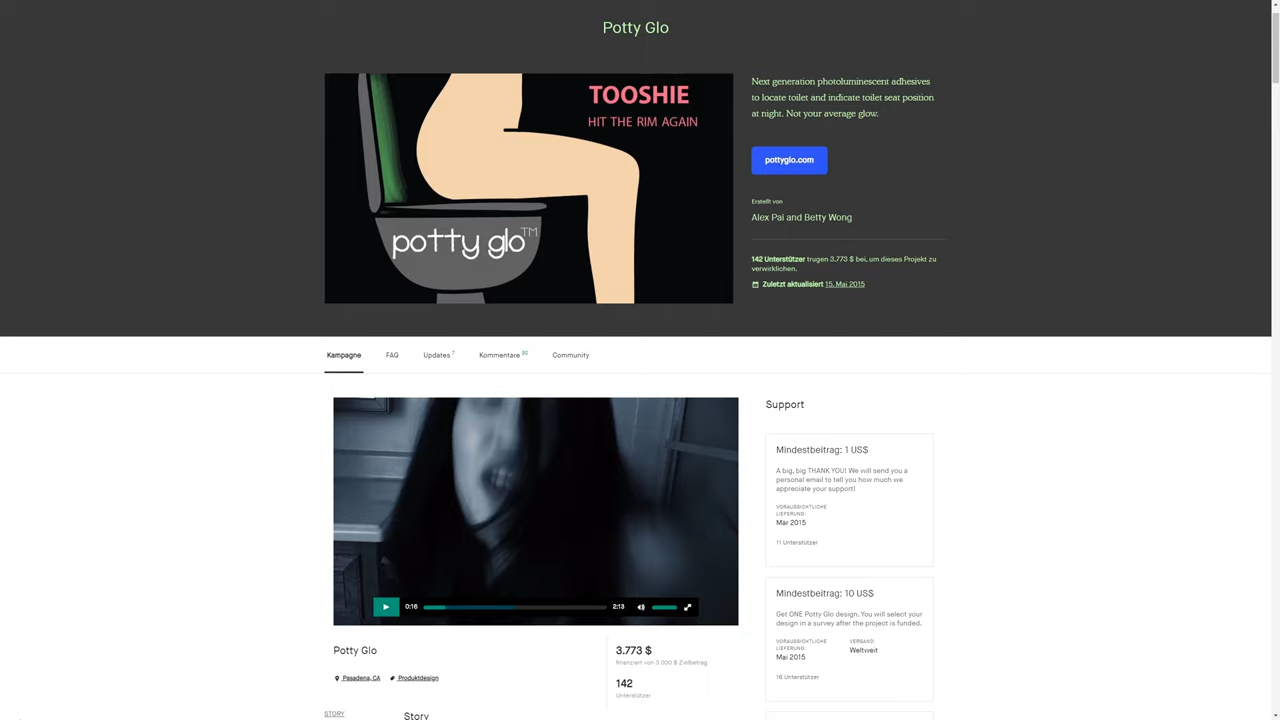 Potty Glo
TOOSHIE
HIT THE RIM AGAIN
potty glo™
Next generation photoluminescent adhesives
to locate toilet and indicate toilet seat position
at night. Not your average glow.
pottyglo.com
Erstellt von
Alex Pai and Betty Wong
142 Unterstützer trugen 3.773 $ bei, um dieses Projekt zu
verwirklichen.
Zuletzt aktualisiert 15. Mai 2015
Kampagne FAQ Updates 7 Kommentare 20 Community
0:16 2:13
Potty Glo
Pasadena, CA Produktdesign
3.773 $
finanziert von 3.000 $ Zielbetrag
142
Unterstützer
STORY
Story
Support
Mindestbeitrag: 1 US$
A big, big THANK YOU! We will send you a
personal email to tell you how much we
appreciate your support!
VORAUSSICHTLICHE
LIEFERUNG:
Mär 2015
11 Unterstützer
Mindestbeitrag: 10 US$
Get ONE Potty Glo design. You will select your
design in a survey after the project is funded.
VORAUSSICHTLICHE
LIEFERUNG:
Mai 2015
VERSAND:
Weltweit
16 Unterstützer